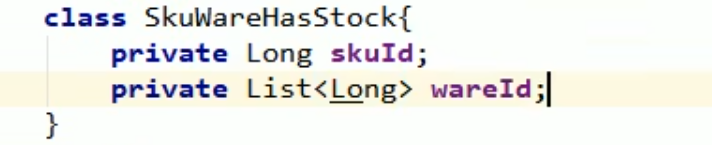 class SkuWareHasStock{
    private Long skuId;
    private List<Long> wareId;
}